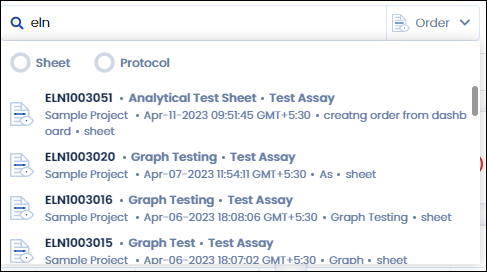 eln Order
Sheet Protocol
ELN1003051 • Analytical Test Sheet • Test Assay
Sample Project • Apr-11-2023 09:51:45 GMT+5:30 • creatng order from dashb
oard • sheet
ELN1003020 • Graph Testing • Test Assay
Sample Project • Apr-07-2023 11:54:11 GMT+5:30 • As • sheet
ELN1003016 • Graph Testing • Test Assay
Sample Project • Apr-06-2023 18:08:06 GMT+5:30 • Graph Testing • sheet
ELN1003015 • Graph Test • Test Assay
Sample Project • Apr-06-2023 18:07:02 GMT+5:30 • Graph • sheet